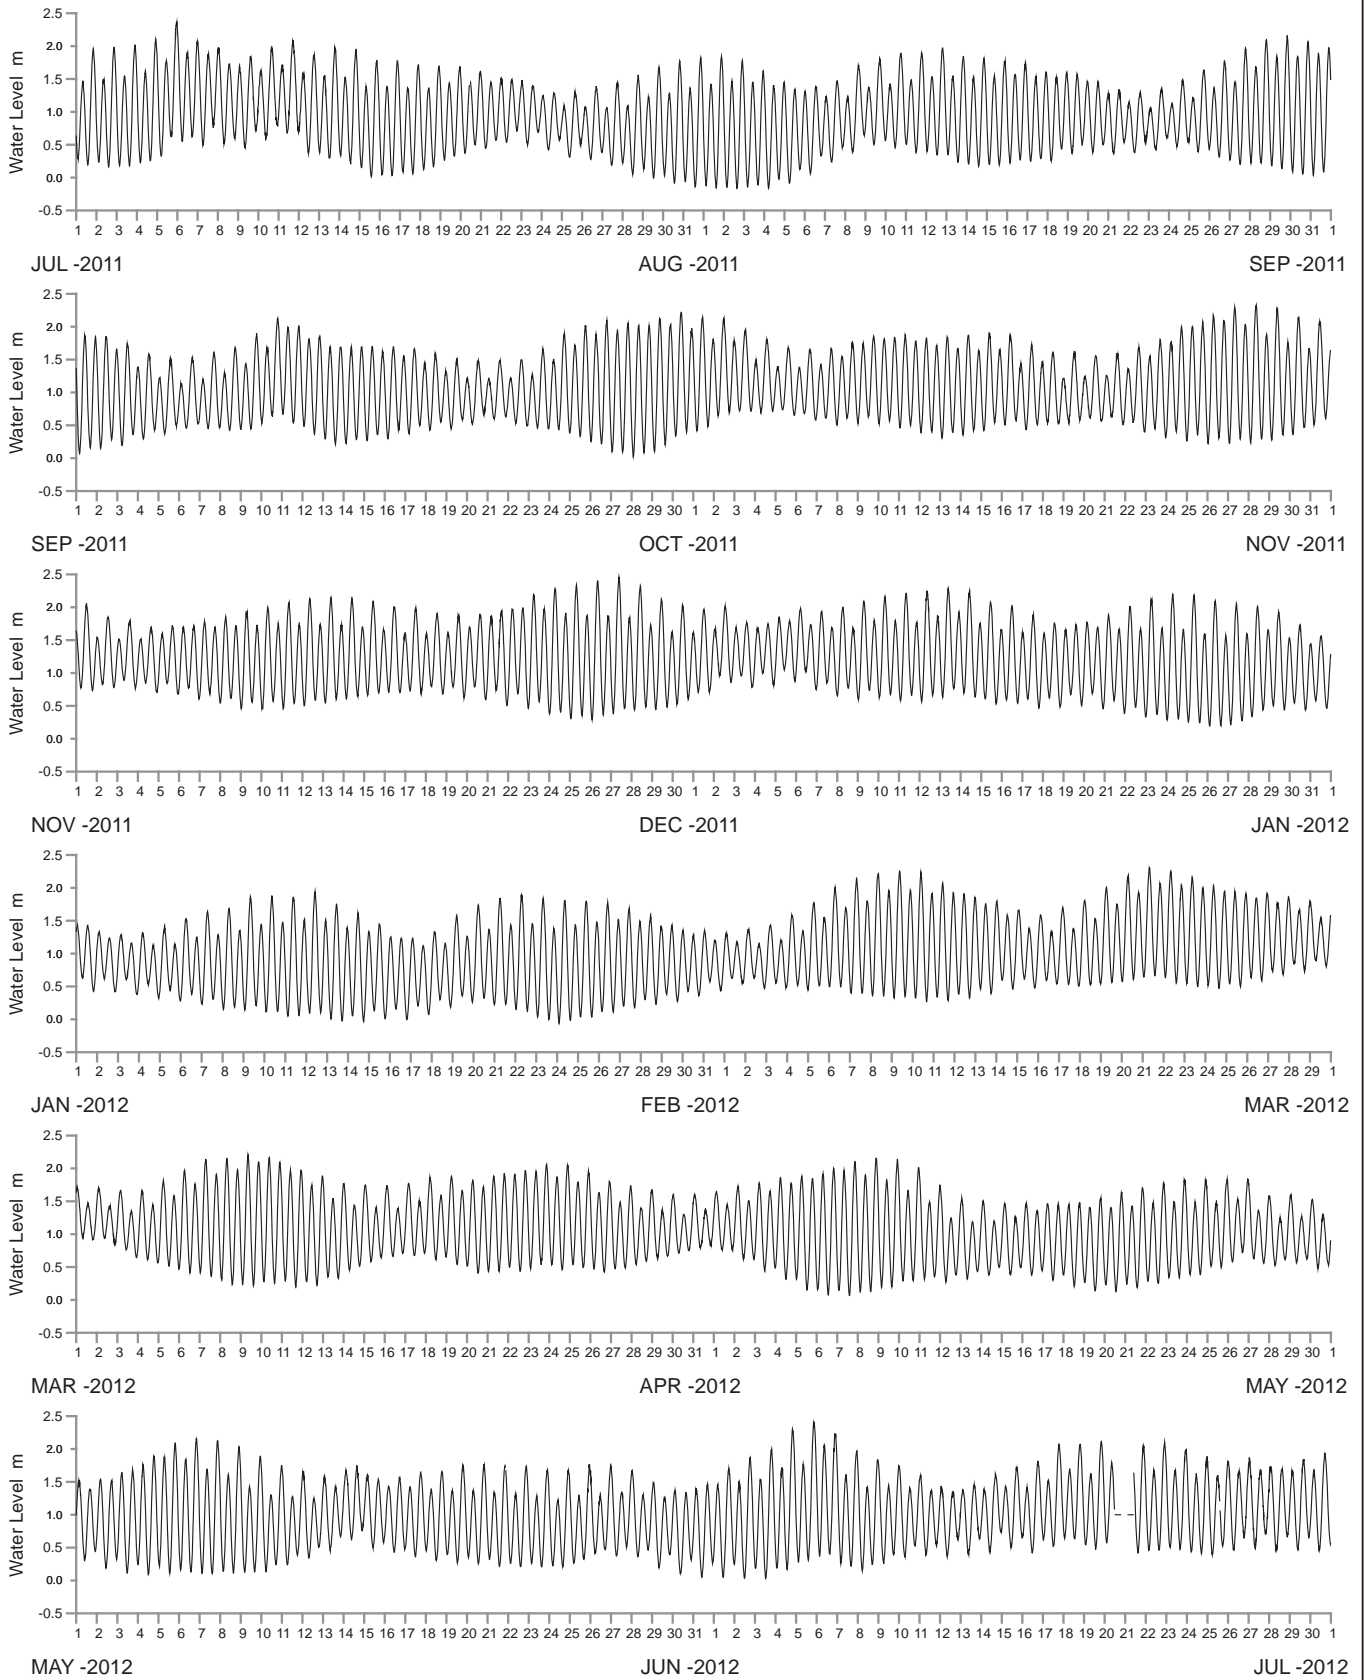 2.5
2.0
1.5
1.0
0.5
0.0
-0.5
Water Level m
1 2 3 4 5 6 7 8 9 10 11 12 13 14 15 16 17 18 19 20 21 22 23 24 25 26 27 28 29 30 31 1 2 3 4 5 6 7 8 9 10 11 12 13 14 15 16 17 18 19 20 21 22 23 24 25 26 27 28 29 30 31 1
JUL -2011 AUG -2011 SEP -2011
2.5
2.0
1.5
1.0
0.5
0.0
-0.5
Water Level m
1 2 3 4 5 6 7 8 9 10 11 12 13 14 15 16 17 18 19 20 21 22 23 24 25 26 27 28 29 30 1 2 3 4 5 6 7 8 9 10 11 12 13 14 15 16 17 18 19 20 21 22 23 24 25 26 27 28 29 30 31 1
SEP -2011 OCT -2011 NOV -2011
2.5
2.0
1.5
1.0
0.5
0.0
-0.5
Water Level m
1 2 3 4 5 6 7 8 9 10 11 12 13 14 15 16 17 18 19 20 21 22 23 24 25 26 27 28 29 30 1 2 3 4 5 6 7 8 9 10 11 12 13 14 15 16 17 18 19 20 21 22 23 24 25 26 27 28 29 30 31 1
NOV -2011 DEC -2011 JAN -2012
2.5
2.0
1.5
1.0
0.5
0.0
-0.5
Water Level m
1 2 3 4 5 6 7 8 9 10 11 12 13 14 15 16 17 18 19 20 21 22 23 24 25 26 27 28 29 30 31 1 2 3 4 5 6 7 8 9 10 11 12 13 14 15 16 17 18 19 20 21 22 23 24 25 26 27 28 29 1
JAN -2012 FEB -2012 MAR -2012
2.5
2.0
1.5
1.0
0.5
0.0
-0.5
Water Level m
1 2 3 4 5 6 7 8 9 10 11 12 13 14 15 16 17 18 19 20 21 22 23 24 25 26 27 28 29 30 31 1 2 3 4 5 6 7 8 9 10 11 12 13 14 15 16 17 18 19 20 21 22 23 24 25 26 27 28 29 30 1
MAR -2012 APR -2012 MAY -2012
2.5
2.0
1.5
1.0
0.5
0.0
-0.5
Water Level m
1 2 3 4 5 6 7 8 9 10 11 12 13 14 15 16 17 18 19 20 21 22 23 24 25 26 27 28 29 30 31 1 2 3 4 5 6 7 8 9 10 11 12 13 14 15 16 17 18 19 20 21 22 23 24 25 26 27 28 29 30 1
MAY -2012 JUN -2012 JUL -2012